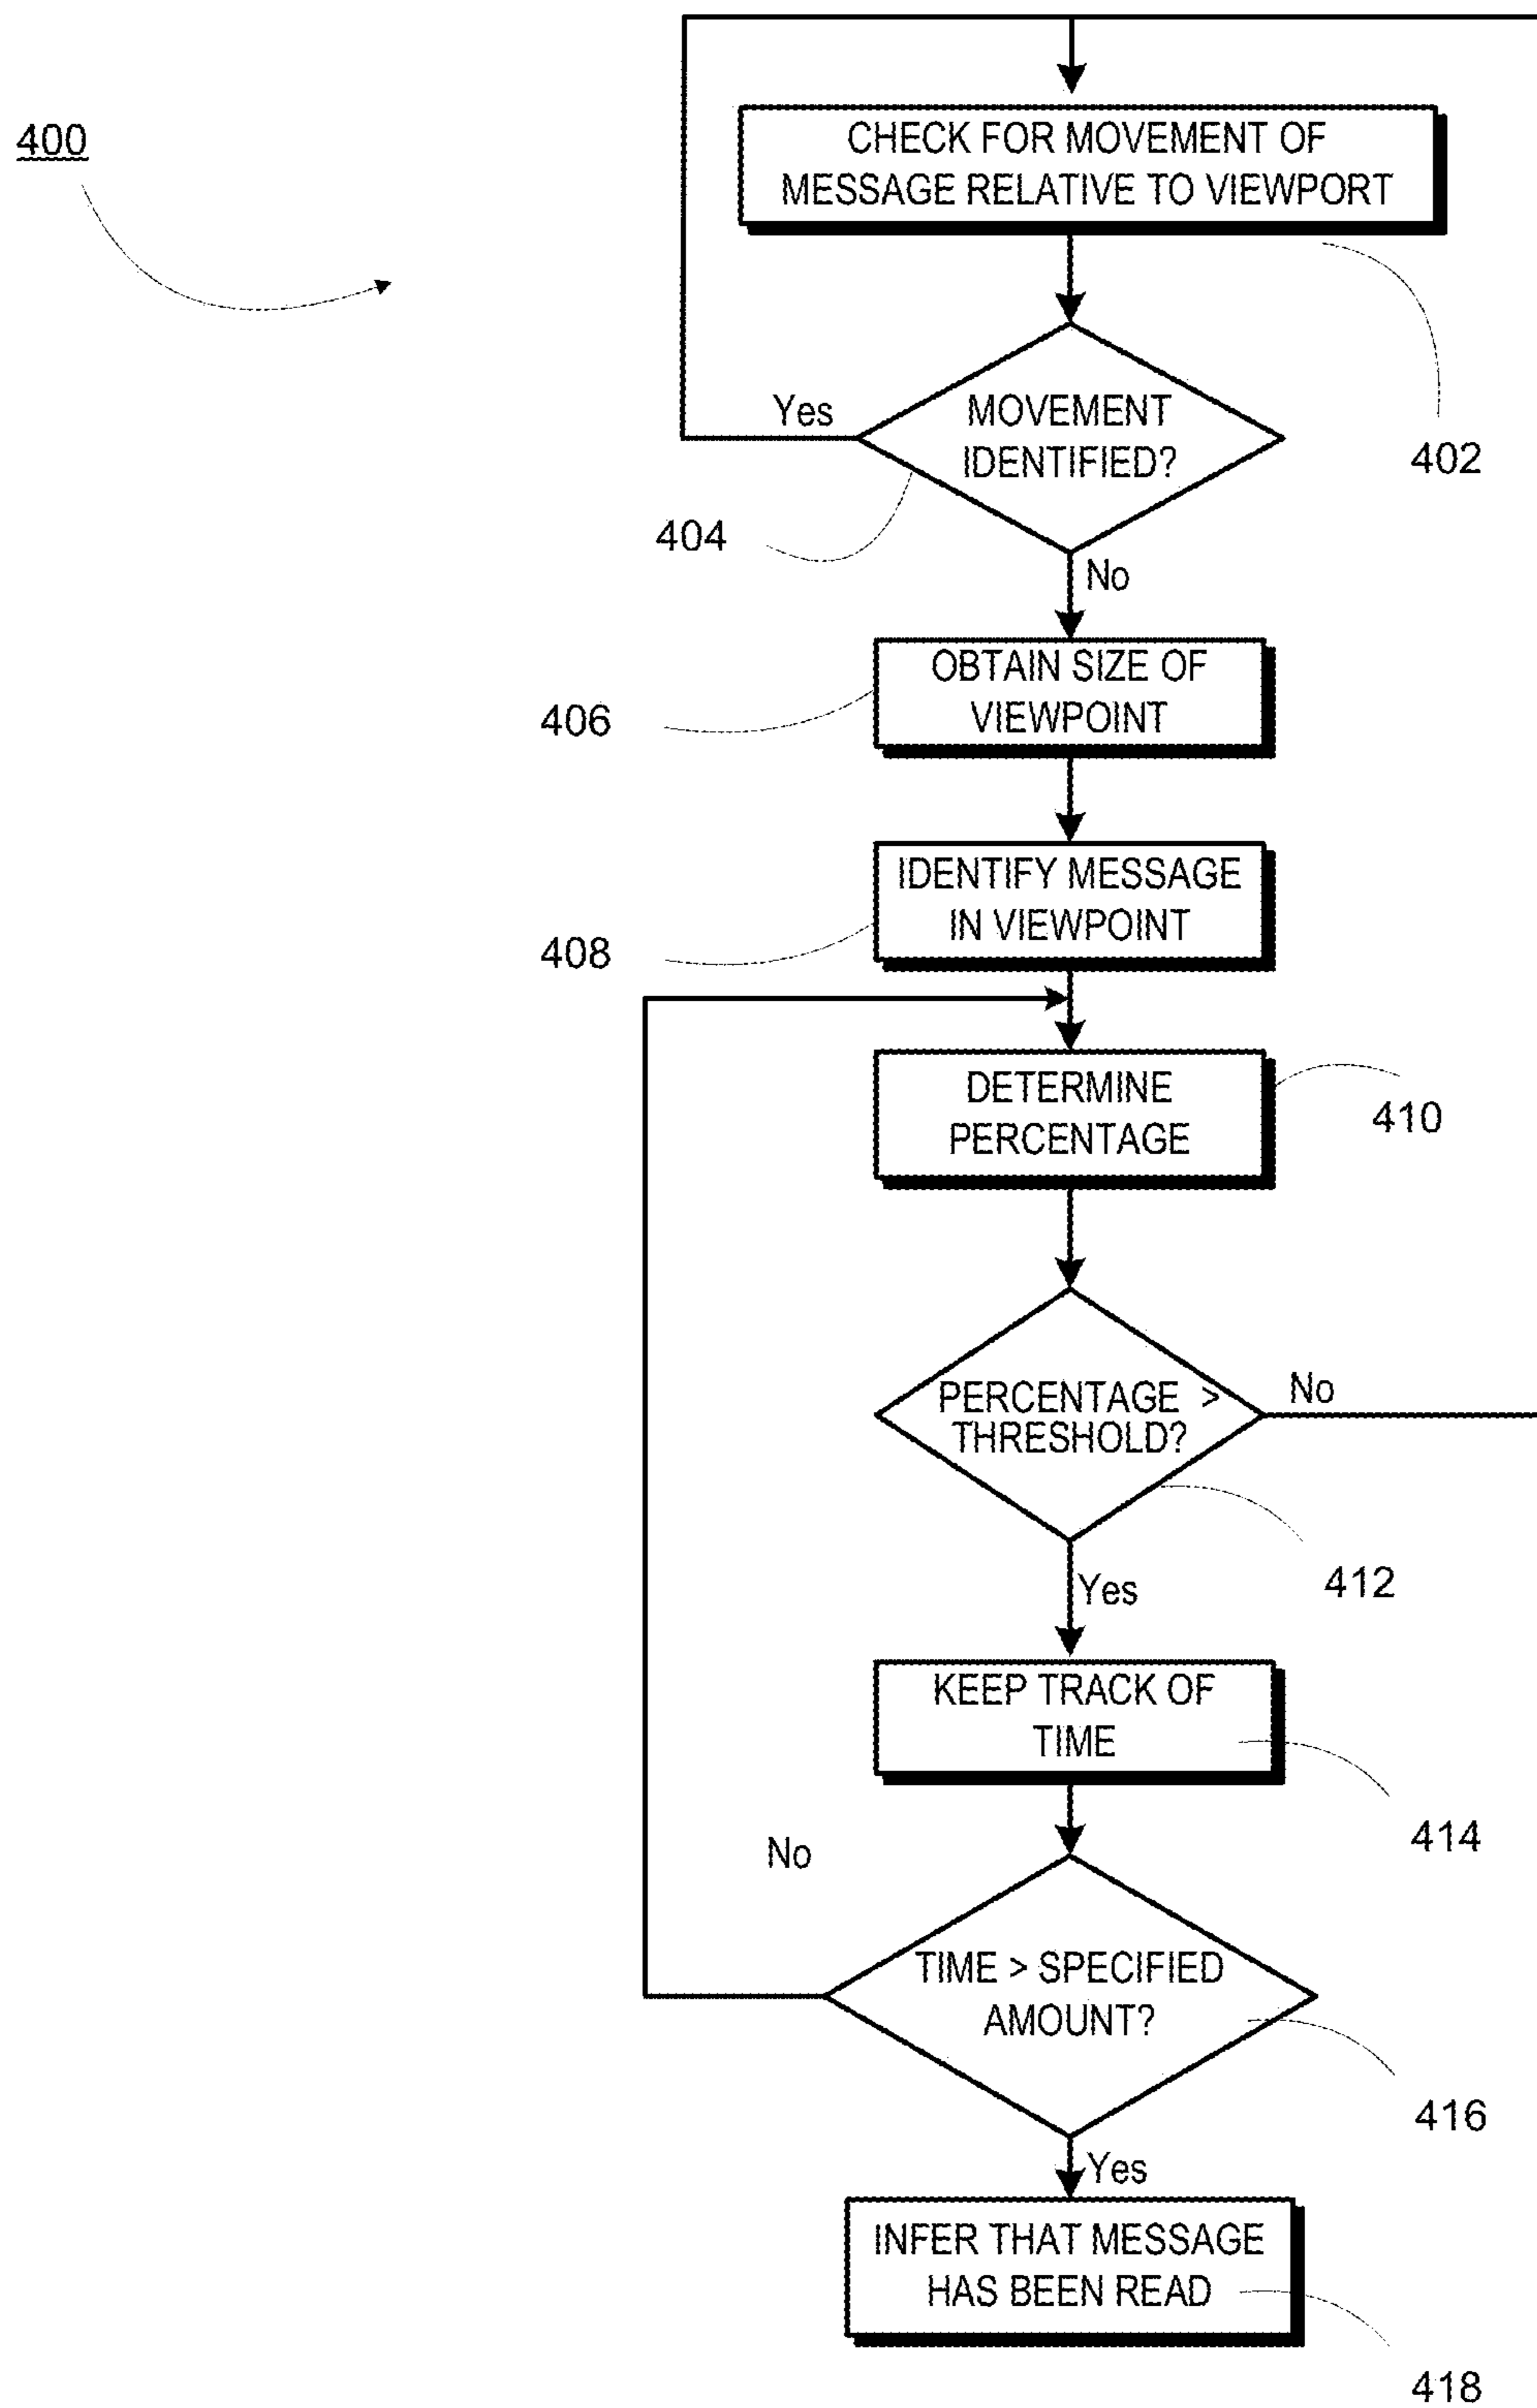 400
CHECK FOR MOVEMENT OF
MESSAGE RELATIVE TO VIEWPORT
402
Yes
MOVEMENT
IDENTIFIED?
404
No
OBTAIN SIZE OF
VIEWPOINT
406
IDENTIFY MESSAGE
IN VIEWPOINT
408
DETERMINE
PERCENTAGE
410
PERCENTAGE >
THRESHOLD?
No
412
Yes
KEEP TRACK OF
TIME
414
No
TIME > SPECIFIED
AMOUNT?
416
Yes
INFER THAT MESSAGE
HAS BEEN READ
418